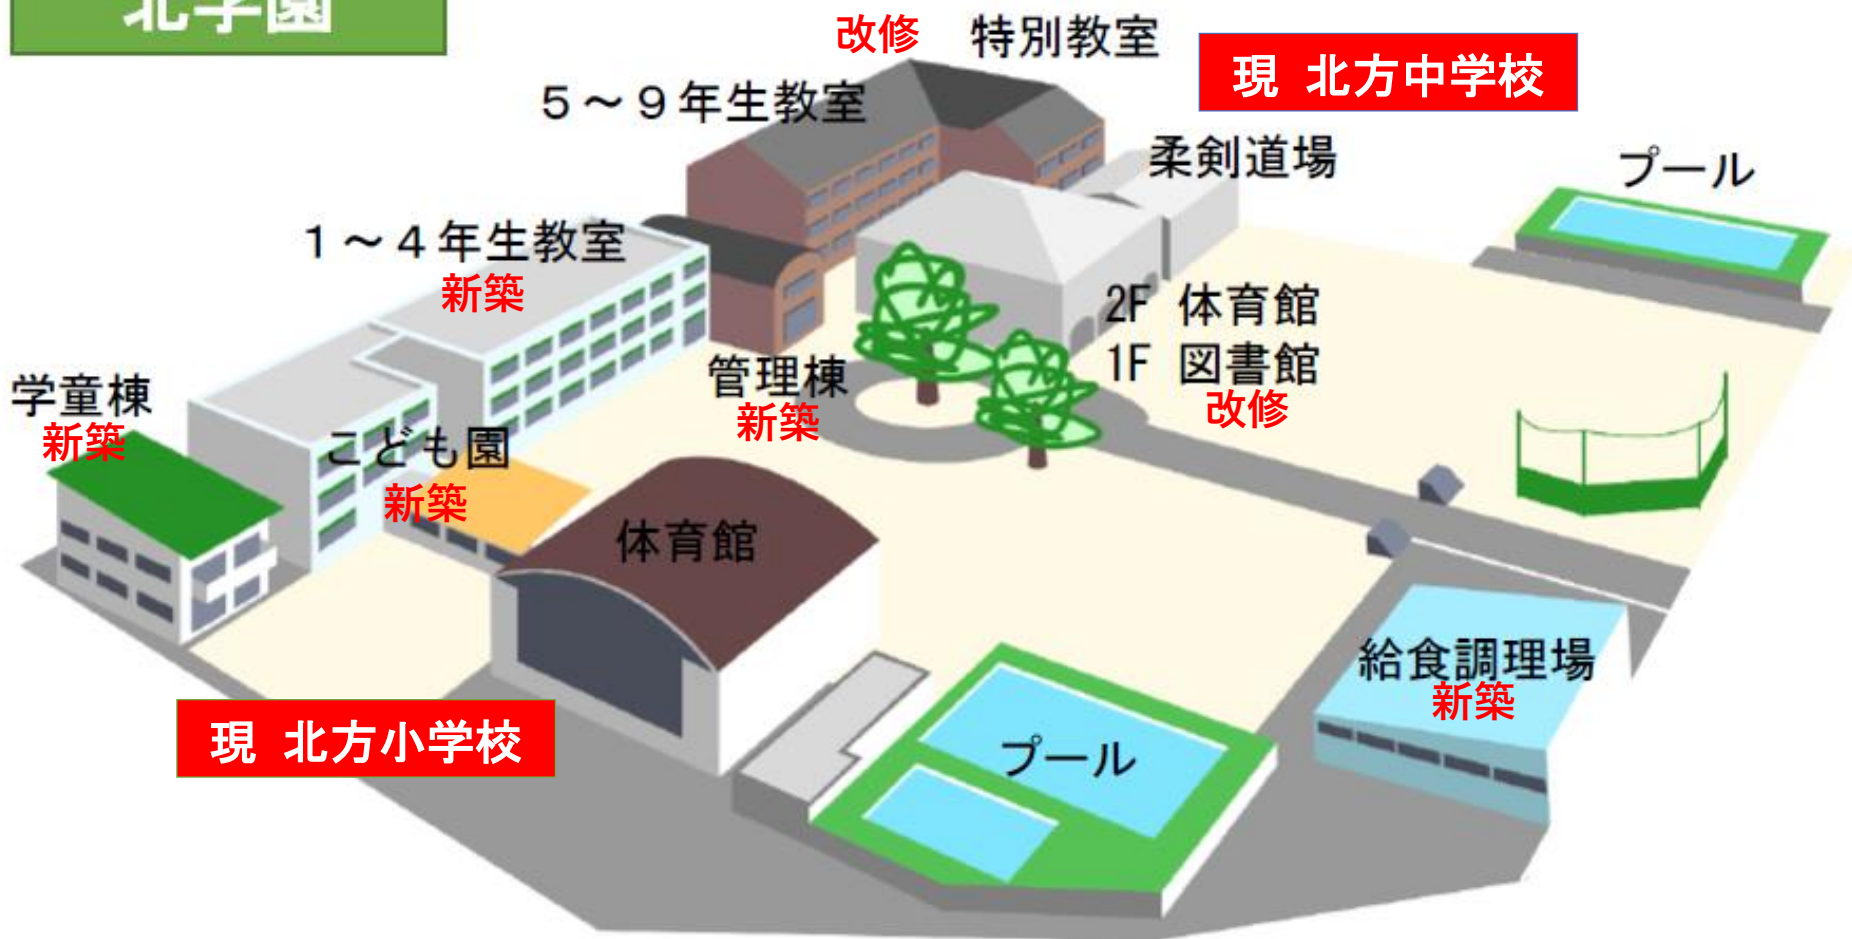 北学園
改修　特別教室
現 北方中学校
５～９年生教室
柔剣道場
プール
１～４年生教室
新築
2F 体育館
1F 図書館
改修
管理棟
新築
学童棟
新築
こども園
新築
体育館
給食調理場
新築
現 北方小学校
プール